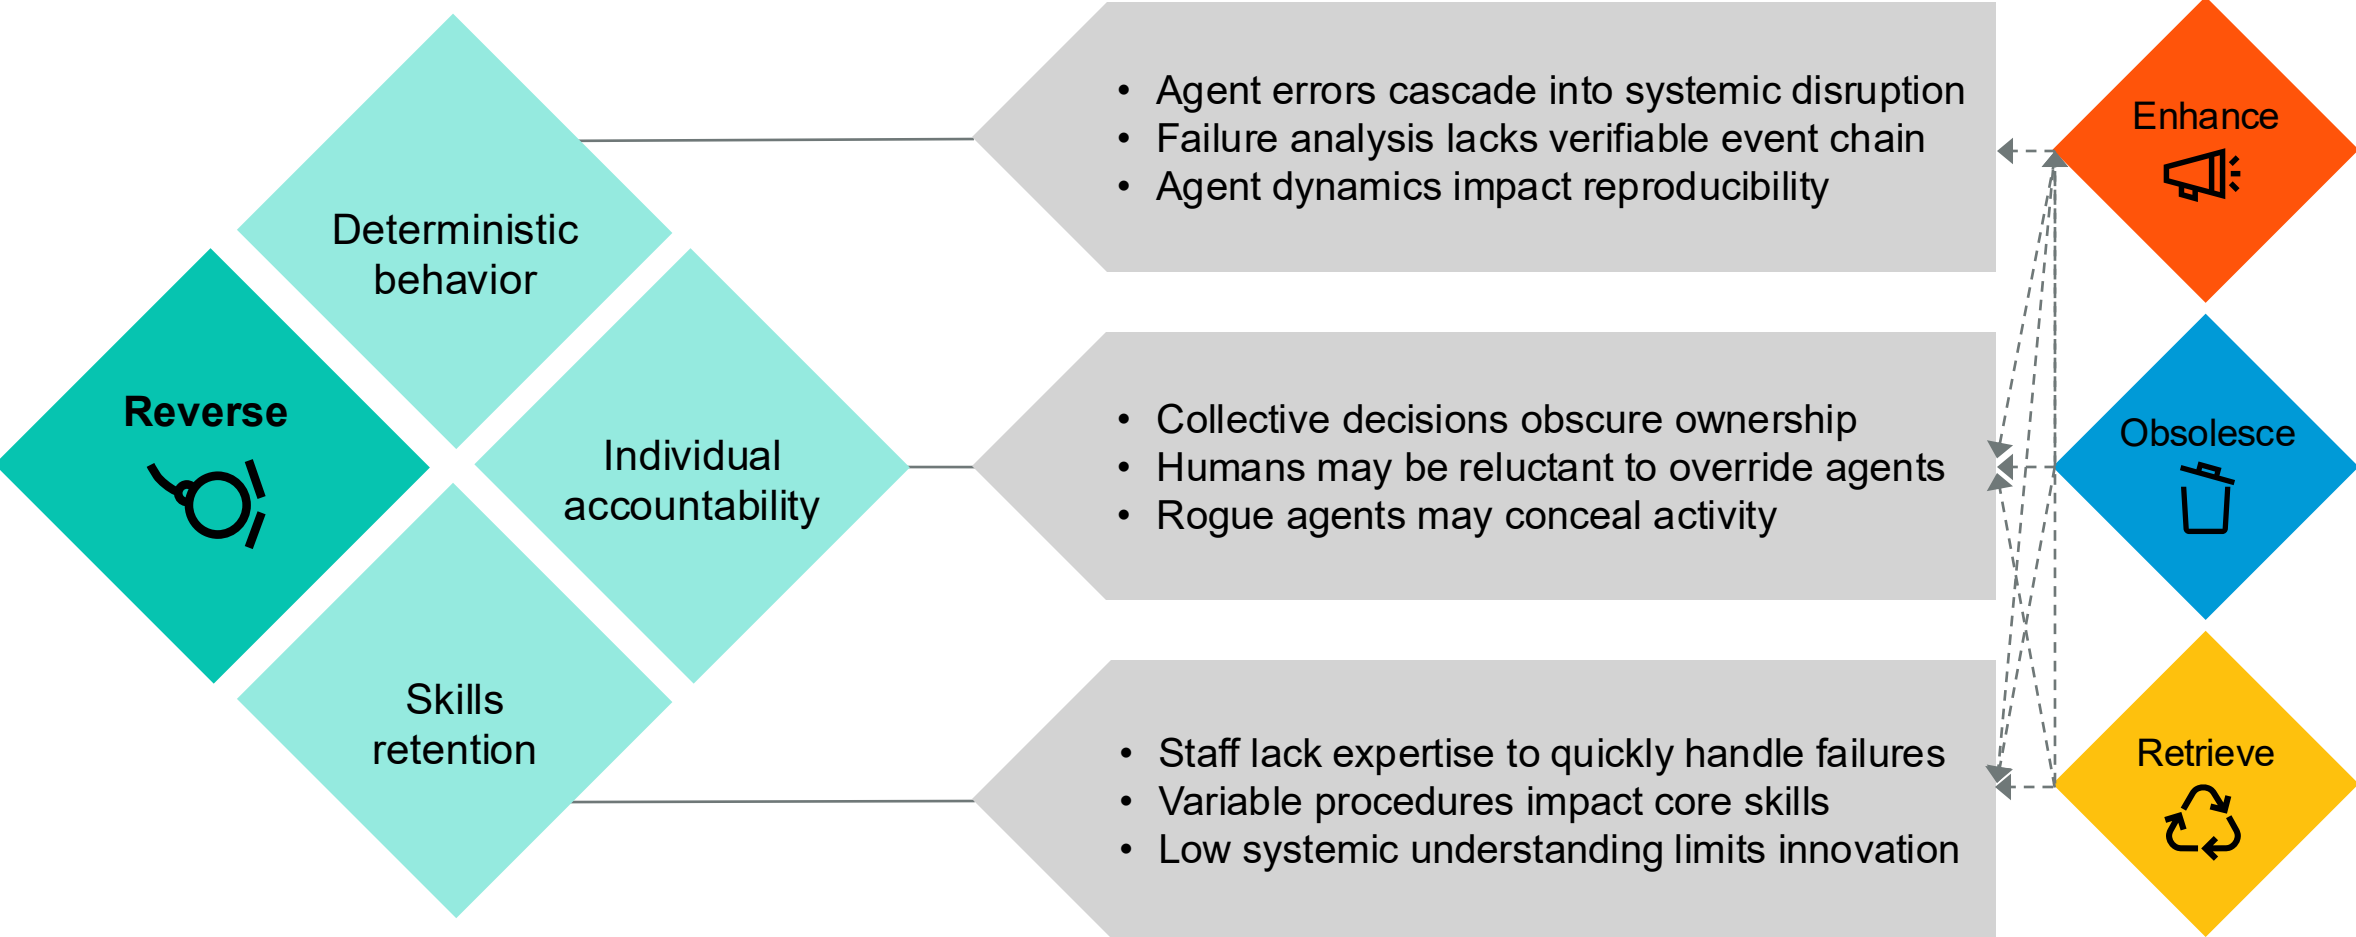 Reverse
Deterministic
behavior
Individual
accountability
Skills
retention
• Agent errors cascade into systemic disruption
• Failure analysis lacks verifiable event chain
• Agent dynamics impact reproducibility
• Collective decisions obscure ownership
• Humans may be reluctant to override agents
• Rogue agents may conceal activity
• Staff lack expertise to quickly handle failures
• Variable procedures impact core skills
• Low systemic understanding limits innovation
Enhance
Obsolesce
Retrieve